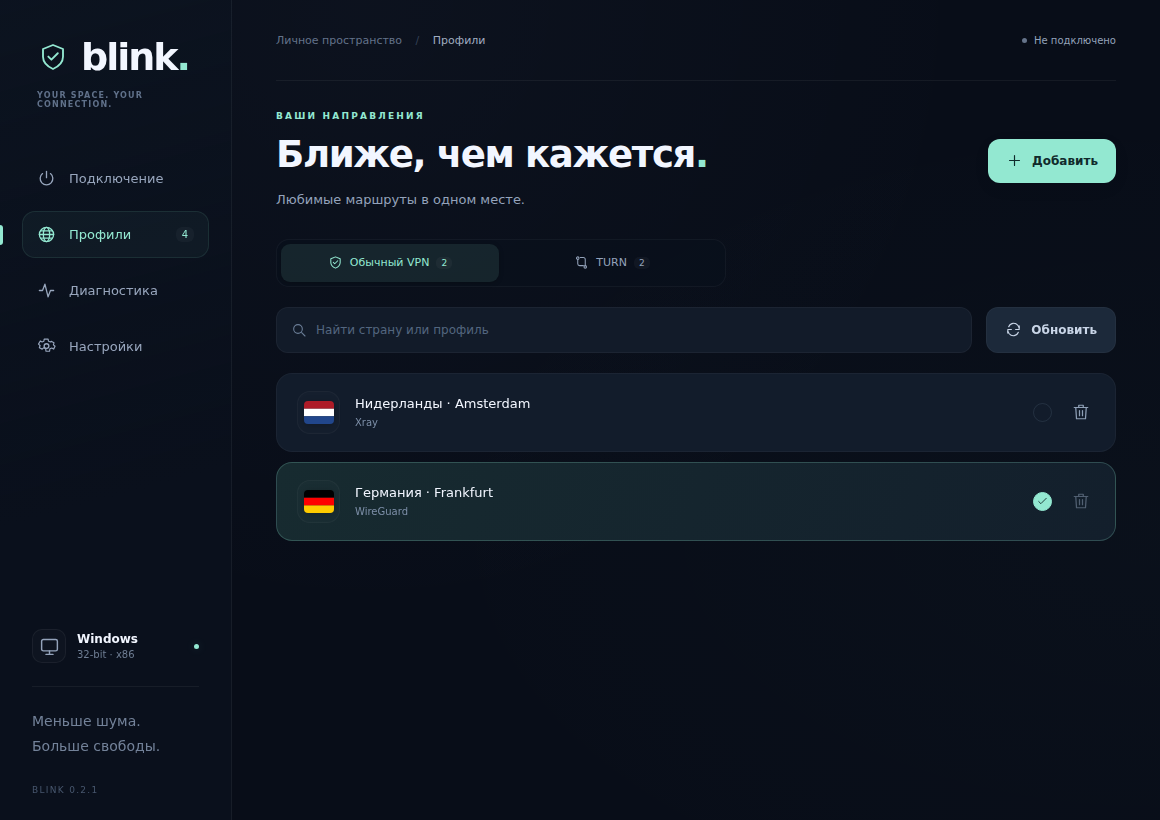 blink.
YOUR SPACE. YOUR
CONNECTION.
Подключение
Профили 4
Диагностика
Настройки
Windows
32-bit · x86
Меньше шума.
Больше свободы.
BLINK 0.2.1
Личное пространство / Профили
Не подключено
ВАШИ НАПРАВЛЕНИЯ
Ближе, чем кажется.
Любимые маршруты в одном месте.
Добавить
Обычный VPN 2
TURN 2
Найти страну или профиль
Обновить
Нидерланды · Amsterdam
Xray
Германия · Frankfurt
WireGuard